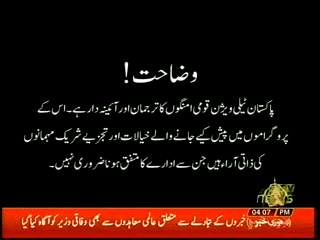 وضاحت!
پاکستان ٹیلی ویژن قومی امنگوں کا ترجمان اور آئینہ دار ہے۔ اس کے
پروگراموں میں پیش کیے جانے والے خیالات اور تجزیے شریک مہمانوں
کی ذاتی آراء ہیں جن سے ادارے کا متفق ہونا ضروری نہیں۔
NEWS
04:07 PM
خبروں کے تبادلے سے متعلق عالمی معاہدوں سے بھی وفاقی وزیر کو آگاہ کیا گیا